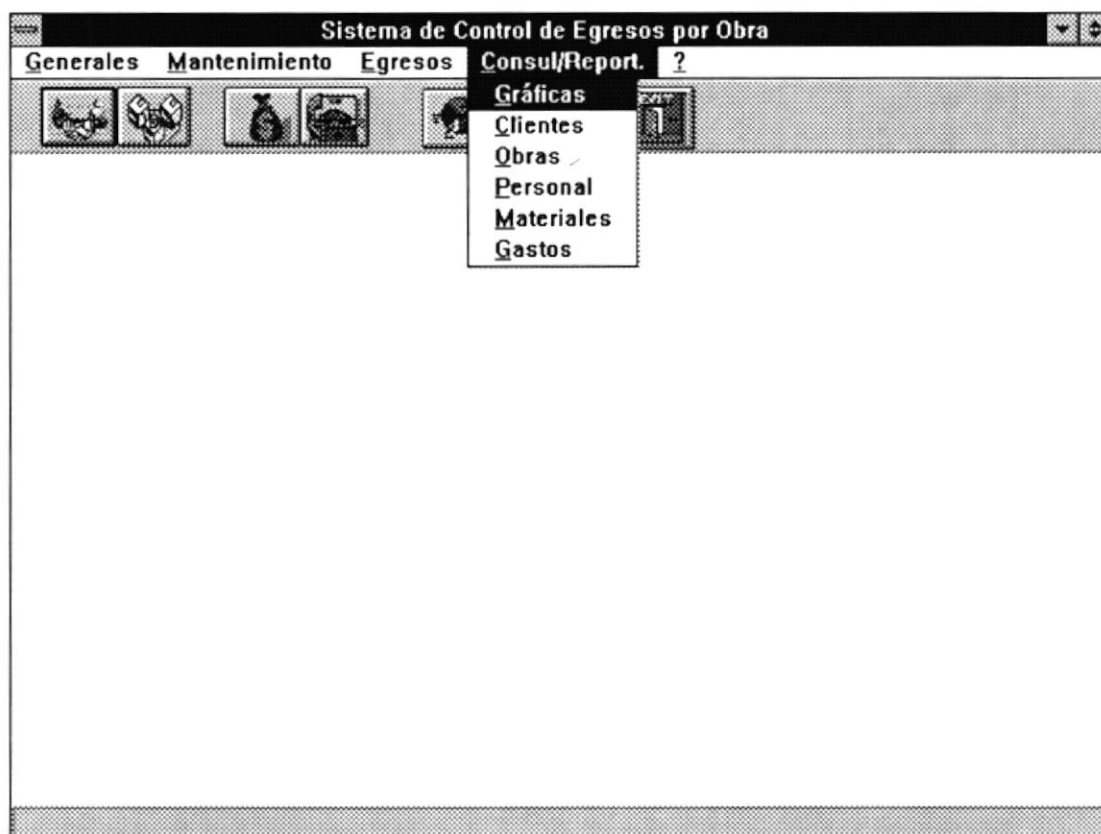 Sistema de Control de Egresos por Obra
Generales Mantenimiento Egresos Consul/Report. ?
Gráficas
Clientes
Obras
Personal
Materiales
Gastos